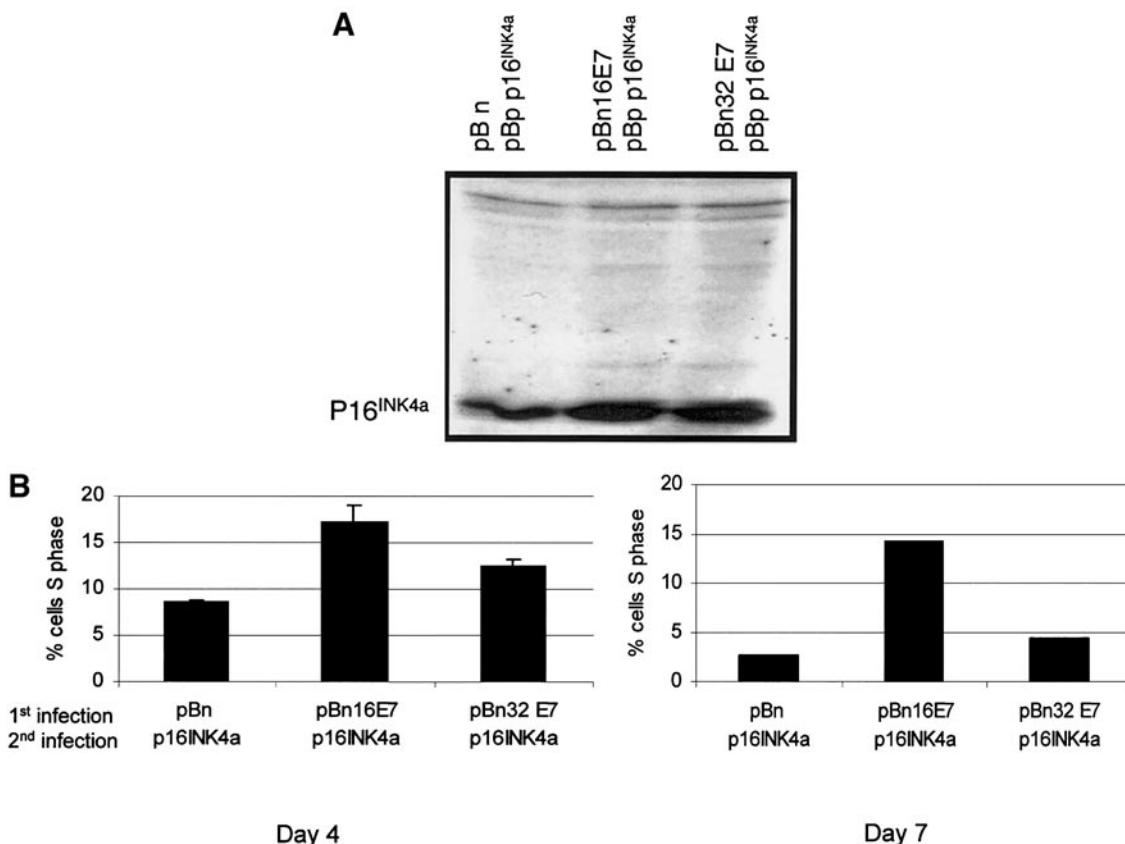 A
pB n
pBp p16INK4a
pBn16E7
pBp p16INK4a
pBn32 E7
pBp p16INK4a
P16INK4a
B
% cells S phase
20
15
10
5
0
1st infection
2nd infection
pBn
p16INK4a
pBn16E7
p16INK4a
pBn32 E7
p16INK4a
Day 4
% cells S phase
20
15
10
5
0
pBn
p16INK4a
pBn16E7
p16INK4a
pBn32 E7
p16INK4a
Day 7